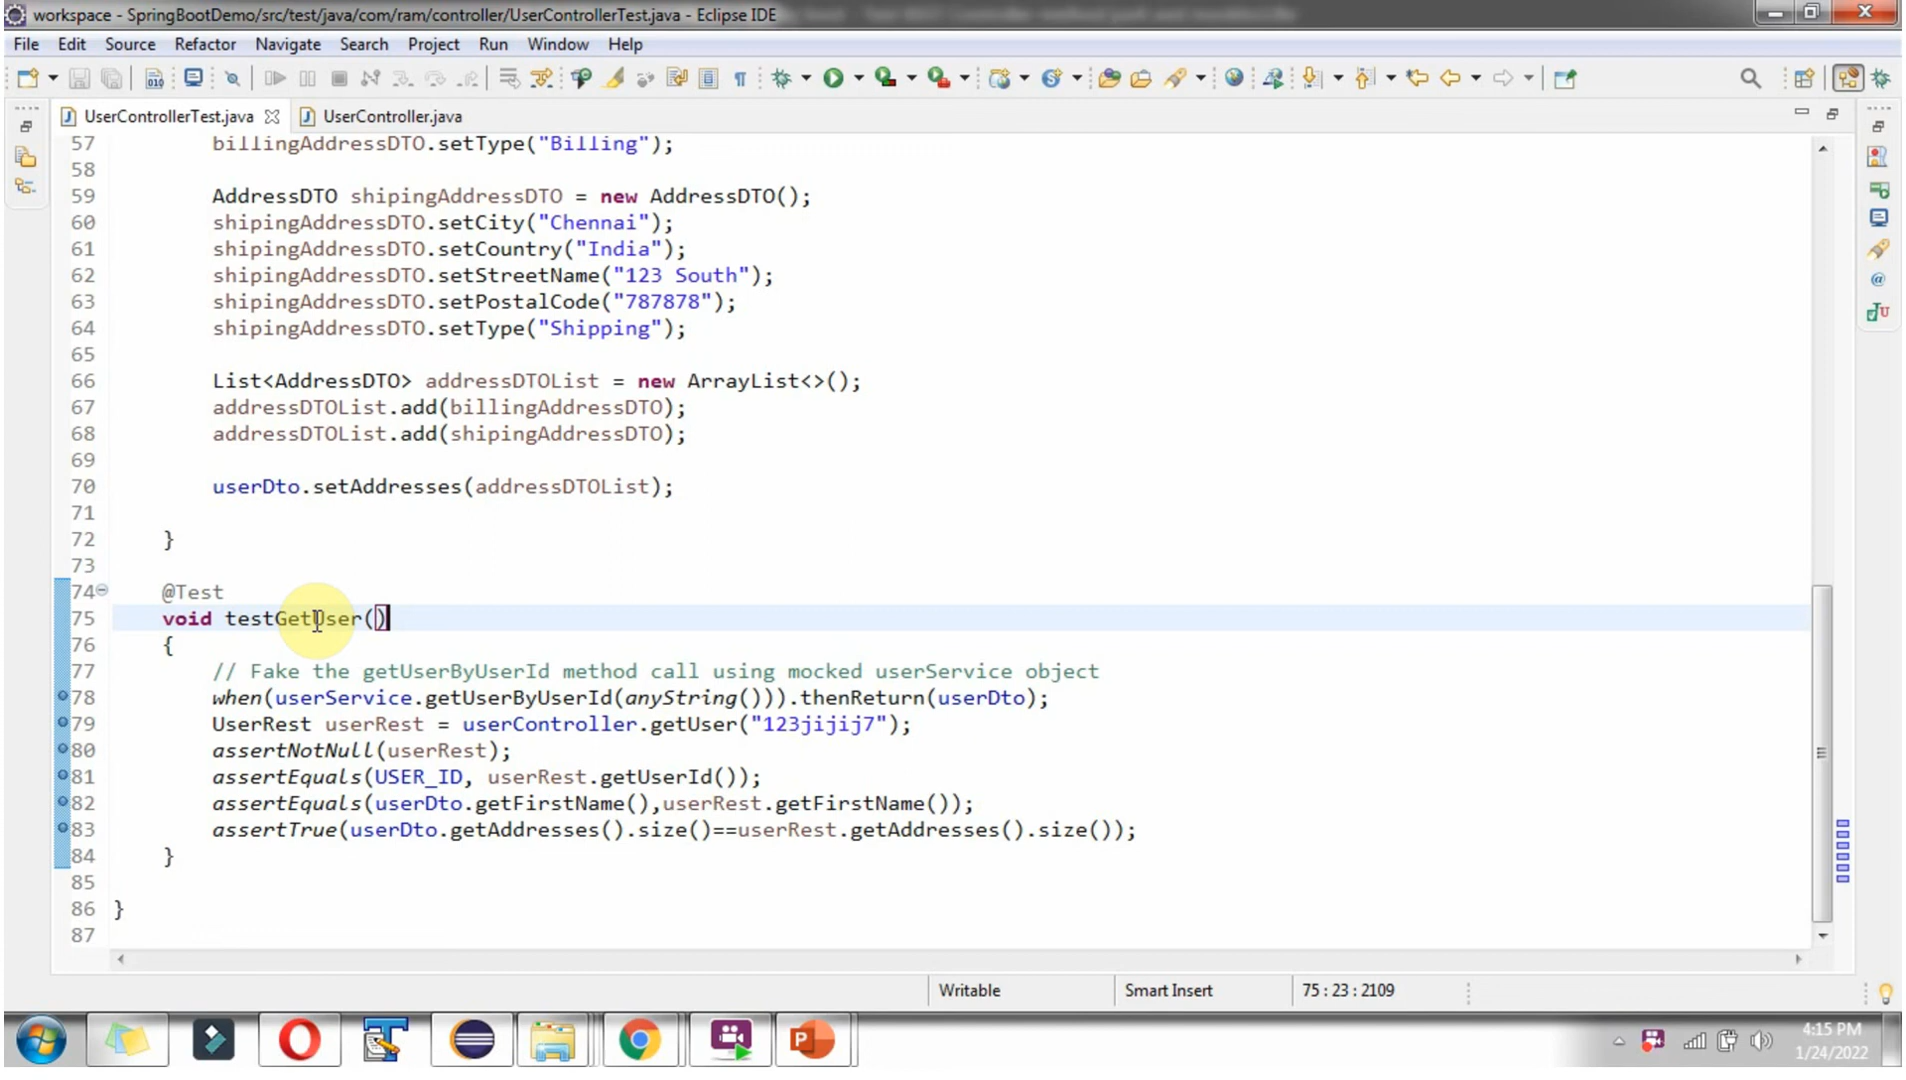 workspace - SpringBootDemo/src/test/java/com/ram/controller/UserControllerTest.java - Eclipse IDE
File Edit Source Refactor Navigate Search Project Run Window Help
UserControllerTest.java UserController.java
57 billingAddressDTO.setType("Billing");
58
59 AddressDTO shipingAddressDTO = new AddressDTO();
60 shipingAddressDTO.setCity("Chennai");
61 shipingAddressDTO.setCountry("India");
62 shipingAddressDTO.setStreetName("123 South");
63 shipingAddressDTO.setPostalCode("787878");
64 shipingAddressDTO.setType("Shipping");
65
66 List<AddressDTO> addressDTOList = new ArrayList<>();
67 addressDTOList.add(billingAddressDTO);
68 addressDTOList.add(shipingAddressDTO);
69
70 userDto.setAddresses(addressDTOList);
71
72 }
73
74 @Test
75 void testGetUser()
76 {
77 // Fake the getUserByUserId method call using mocked userService object
78 when(userService.getUserByUserId(anyString())).thenReturn(userDto);
79 UserRest userRest = userController.getUser("123jijij7");
80 assertNotNull(userRest);
81 assertEquals(USER_ID, userRest.getUserId());
82 assertEquals(userDto.getFirstName(),userRest.getFirstName());
83 assertTrue(userDto.getAddresses().size()==userRest.getAddresses().size());
84 }
85
86 }
87
Writable Smart Insert 75 : 23 : 2109
4:15 PM
1/24/2022